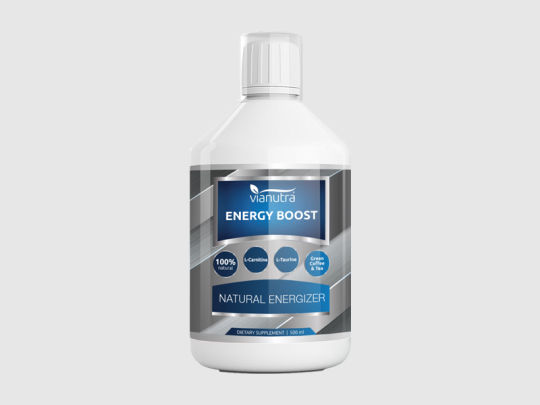 vianutra
ENERGY BOOST
100%
natural
L-Carnitine
L-Taurine
Green
Coffee
& Tea
NATURAL ENERGIZER
DIETARY SUPPLEMENT | 500 ml